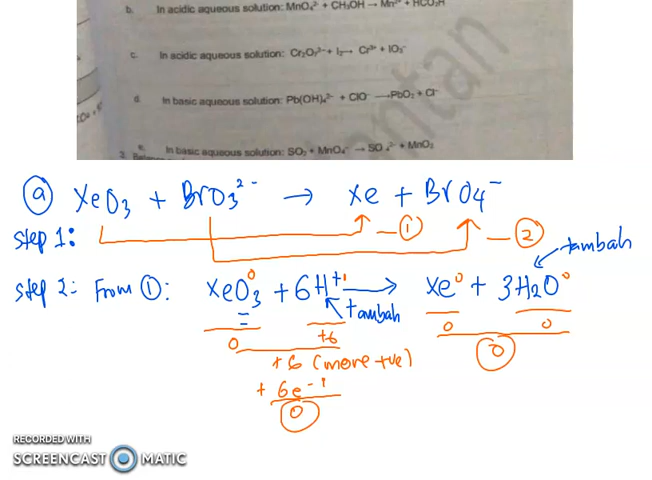 b. In acidic aqueous solution: MnO₄²⁻ + CH₃OH → Mn²⁺ + HCO₂H
c. In acidic aqueous solution: Cr₂O₇²⁻ + I₂ → Cr³⁺ + IO₃⁻
d. In basic aqueous solution: Pb(OH)₄²⁻ + ClO⁻ → PbO₂ + Cl⁻
e. In basic aqueous solution: SO₂ + MnO₄⁻ → SO₄²⁻ + MnO₂
3.
ⓐ XeO₃ + BrO₃²⁻ → Xe + BrO₄⁻
step 1: ① ②
tambah
step 2: From ①: XeO₃⁰ + 6H⁺¹ → Xe⁰ + 3H₂O⁰
tambah
0 +6 0 0
+6 (more +ve) 0
+ 6e⁻¹
0
RECORDED WITH
SCREENCAST MATIC